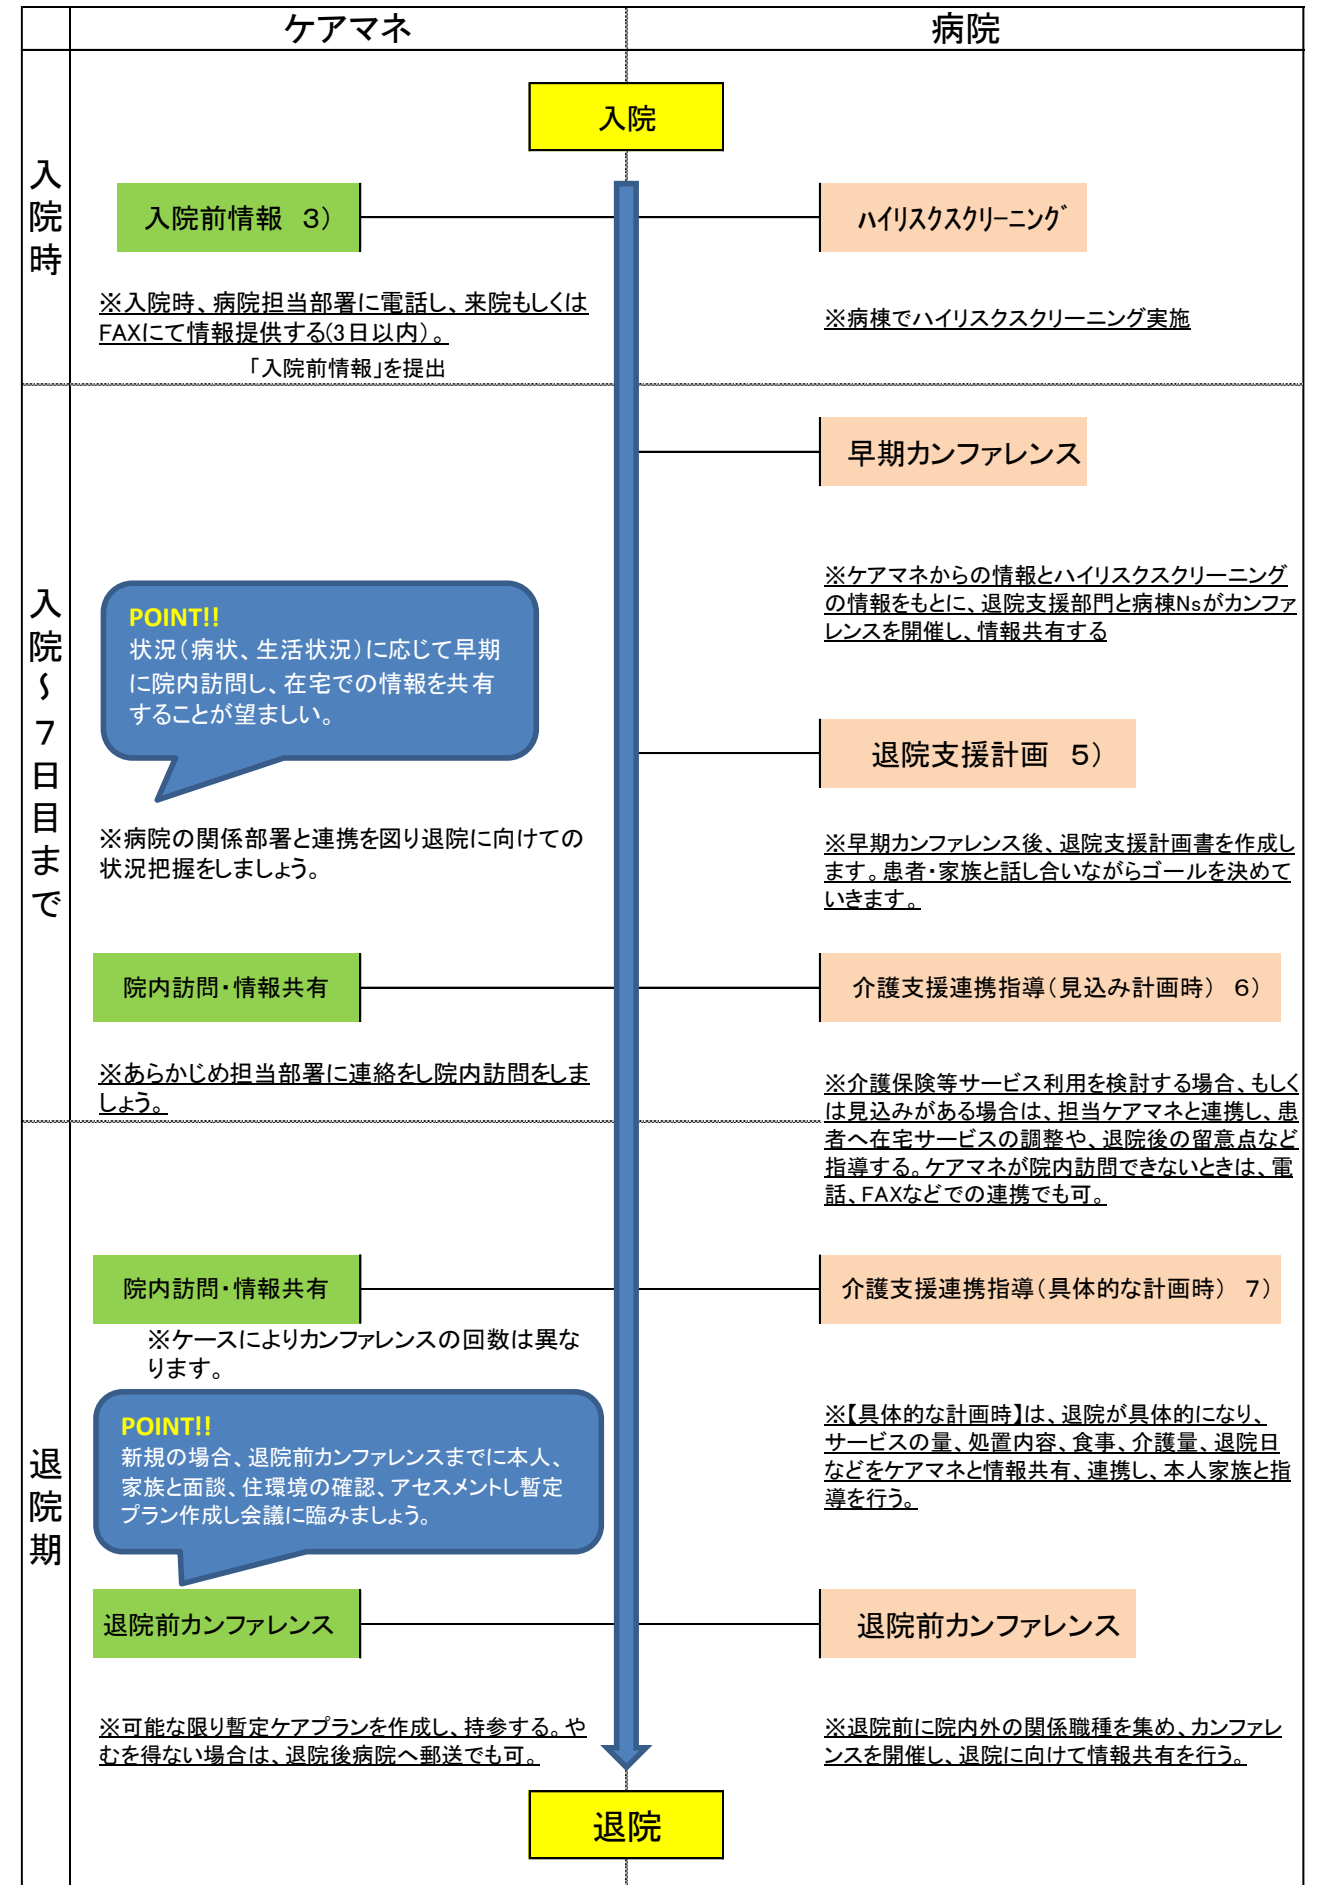 ケアマネ
病院
入院
入院時
入院前情報　3）
ﾊｲﾘｽｸｽｸﾘｰﾆﾝｸﾞ
※入院時、病院担当部署に電話し、来院もしくは
FAXにて情報提供する(3日以内）。
「入院前情報」を提出
※病棟でハイリスクスクリーニング実施
入院～7日目まで
早期カンファレンス
※ケアマネからの情報とハイリスクスクリーニング
の情報をもとに、退院支援部門と病棟Nsがカンファ
レンスを開催し、情報共有する
POINT!!
状況（病状、生活状況）に応じて早期
に院内訪問し、在宅での情報を共有
することが望ましい。
退院支援計画　5）
※病院の関係部署と連携を図り退院に向けての
状況把握をしましょう。
※早期カンファレンス後、退院支援計画書を作成し
ます。患者・家族と話し合いながらゴールを決めて
いきます。
院内訪問・情報共有
介護支援連携指導（見込み計画時）　6）
※あらかじめ担当部署に連絡をし院内訪問をしま
しょう。
※介護保険等サービス利用を検討する場合、もしく
は見込みがある場合は、担当ケアマネと連携し、患
者へ在宅サービスの調整や、退院後の留意点など
指導する。ケアマネが院内訪問できないときは、電
話、FAXなどでの連携でも可。
退院期
院内訪問・情報共有
介護支援連携指導（具体的な計画時）　7）
※ケースによりカンファレンスの回数は異な
ります。
POINT!!
新規の場合、退院前カンファレンスまでに本人、
家族と面談、住環境の確認、アセスメントし暫定
プラン作成し会議に臨みましょう。
※【具体的な計画時】は、退院が具体的になり、
サービスの量、処置内容、食事、介護量、退院日
などをケアマネと情報共有、連携し、本人家族と指
導を行う。
退院前カンファレンス
退院前カンファレンス
※可能な限り暫定ケアプランを作成し、持参する。や
むを得ない場合は、退院後病院へ郵送でも可。
※退院前に院内外の関係職種を集め、カンファレ
ンスを開催し、退院に向けて情報共有を行う。
退院